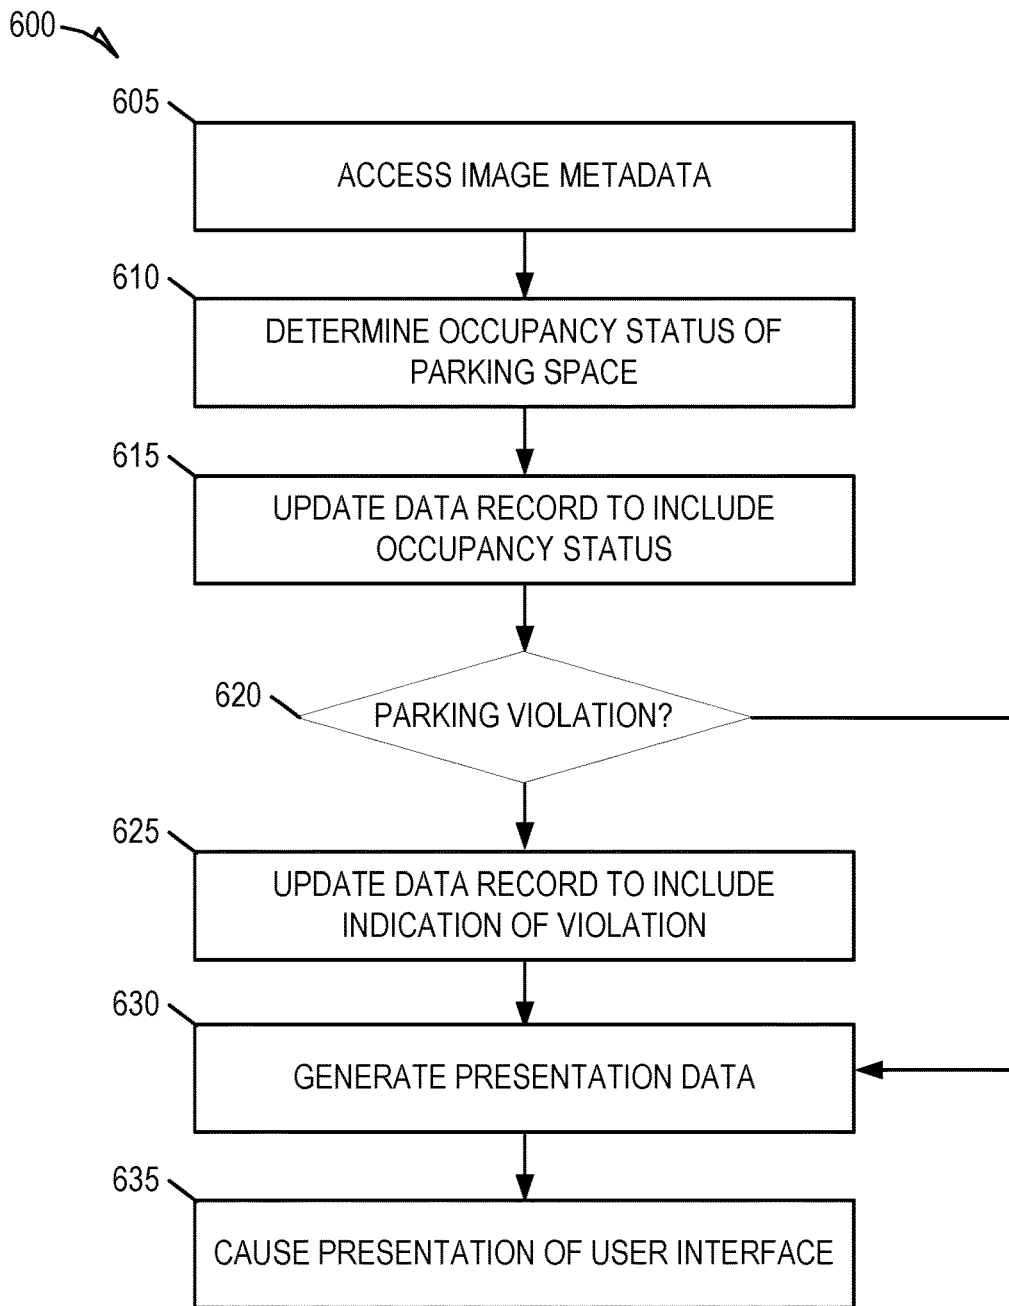 600
605
ACCESS IMAGE METADATA
610
DETERMINE OCCUPANCY STATUS OF
PARKING SPACE
615
UPDATE DATA RECORD TO INCLUDE
OCCUPANCY STATUS
620
PARKING VIOLATION?
625
UPDATE DATA RECORD TO INCLUDE
INDICATION OF VIOLATION
630
GENERATE PRESENTATION DATA
635
CAUSE PRESENTATION OF USER INTERFACE